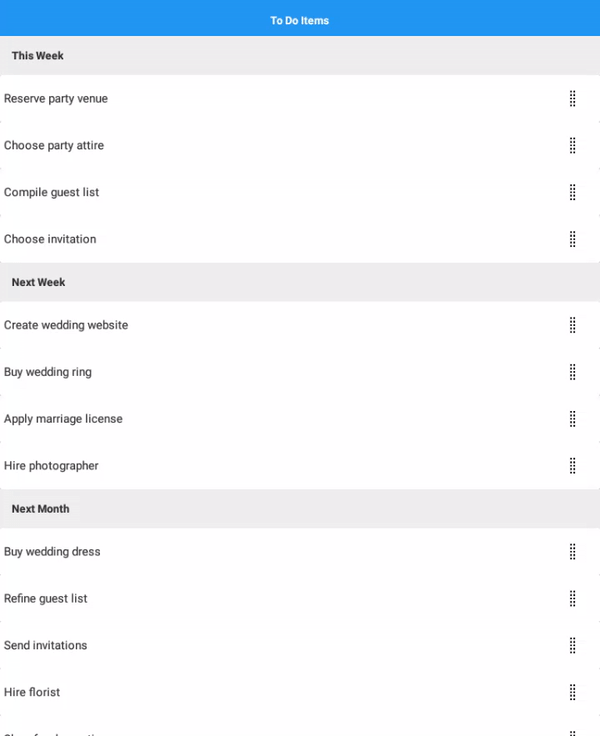 To Do Items
This Week
Reserve party venue
Choose party attire
Compile guest list
Choose invitation
Next Week
Create wedding website
Buy wedding ring
Apply marriage license
Hire photographer
Next Month
Buy wedding dress
Refine guest list
Send invitations
Hire florist